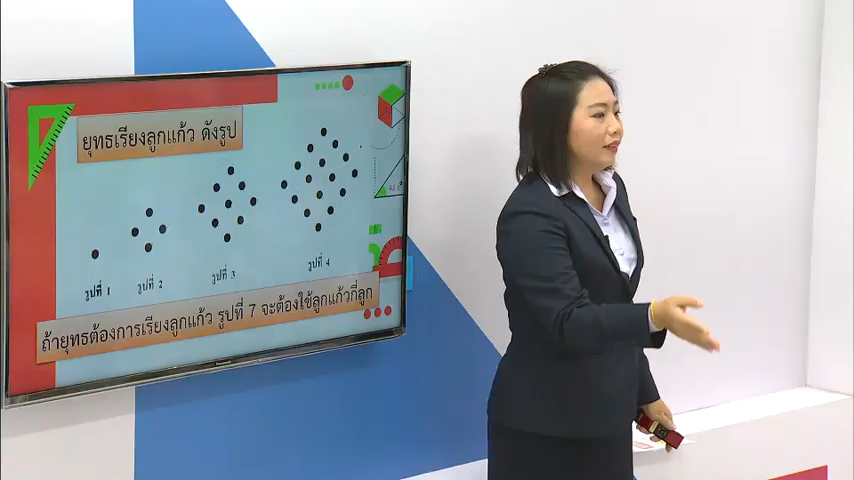 ยุทธเรียงลูกแก้ว ดังรูป
รูปที่ 1
รูปที่ 2
รูปที่ 3
รูปที่ 4
ถ้ายุทธต้องการเรียงลูกแก้ว รูปที่ 7 จะต้องใช้ลูกแก้วกี่ลูก
Panasonic